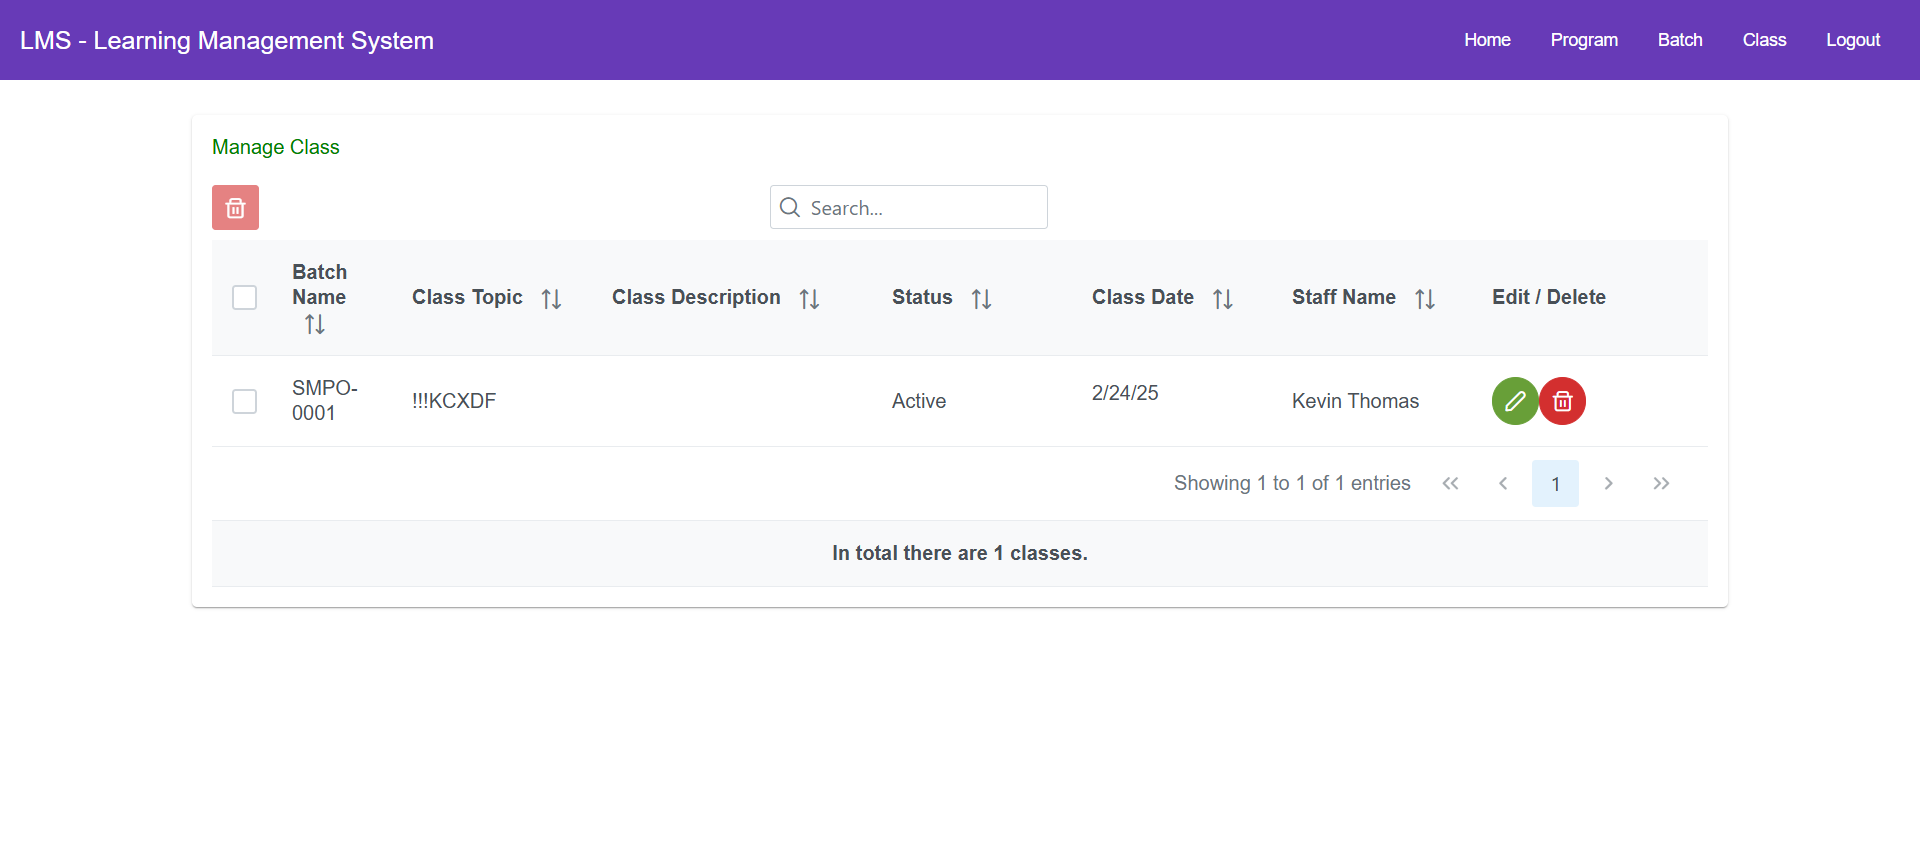 LMS - Learning Management System
Home Program Batch Class Logout
Manage Class
Search...
Batch Name Class Topic Class Description Status Class Date Staff Name Edit / Delete
SMPO-0001 !!!KCXDF Active 2/24/25 Kevin Thomas
Showing 1 to 1 of 1 entries << < 1 > >>
In total there are 1 classes.